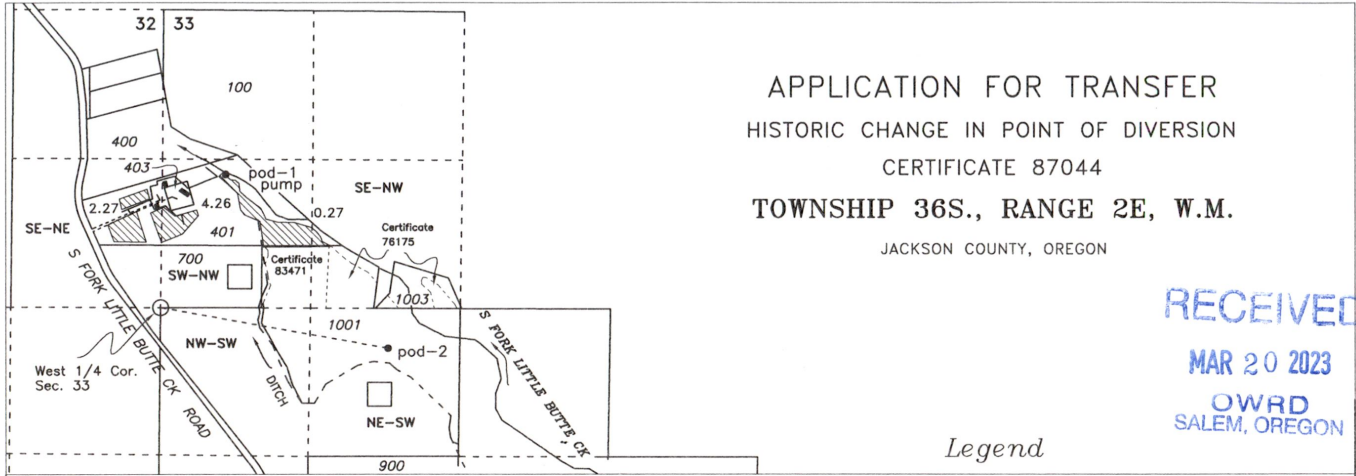 32 33
100
400
403
pod-1
pump
SE-NW
2.27
4.26
0.27
SE-NE
401
Certificate
76175
700
Certificate
83471
SW-NW
1003
S FORK LITTLE BUTTE CK ROAD
1001
NW-SW
pod-2
West 1/4 Cor.
Sec. 33
DITCH
S FORK LITTLE BUTTE CK
NE-SW
900
APPLICATION FOR TRANSFER
HISTORIC CHANGE IN POINT OF DIVERSION
CERTIFICATE 87044
TOWNSHIP 36S., RANGE 2E, W.M.
JACKSON COUNTY, OREGON
RECEIVED
MAR 20 2023
OWRD
SALEM, OREGON
Legend